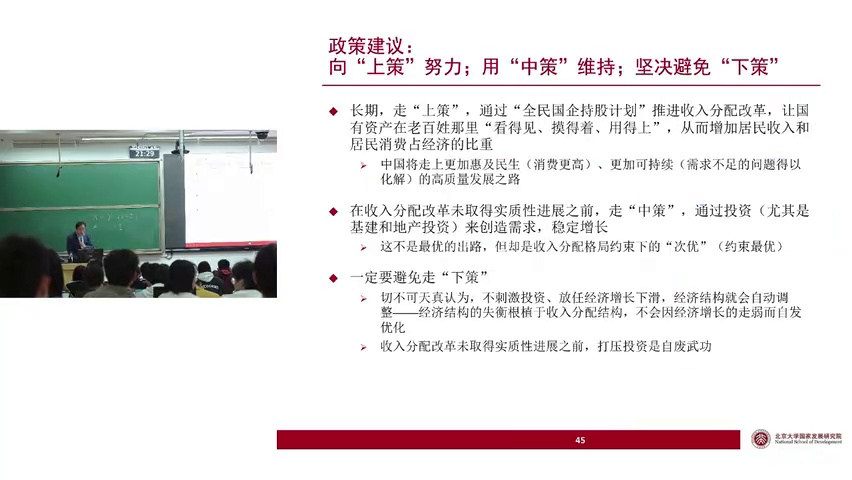 政策建议：
向“上策”努力；用“中策”维持；坚决避免“下策”
长期，走“上策”，通过“全民国企持股计划”推进收入分配改革，让国
有资产在老百姓那里“看得见、摸得着、用得上”，从而增加居民收入和
居民消费占经济的比重
中国将走上更加惠及民生（消费更高）、更加可持续（需求不足的问题得以
化解）的高质量发展之路
在收入分配改革未取得实质性进展之前，走“中策”，通过投资（尤其是
基建和地产投资）来创造需求，稳定增长
这不是最优的出路，但却是收入分配格局约束下的“次优”（约束最优）
一定要避免走“下策”
切不可天真认为，不刺激投资、放任经济增长下滑，经济结构就会自动调
整——经济结构的失衡根植于收入分配结构，不会因经济增长的走弱而自发
优化
收入分配改革未取得实质性进展之前，打压投资是自废武功
21:29
45
北京大学国家发展研究院
National School of Development